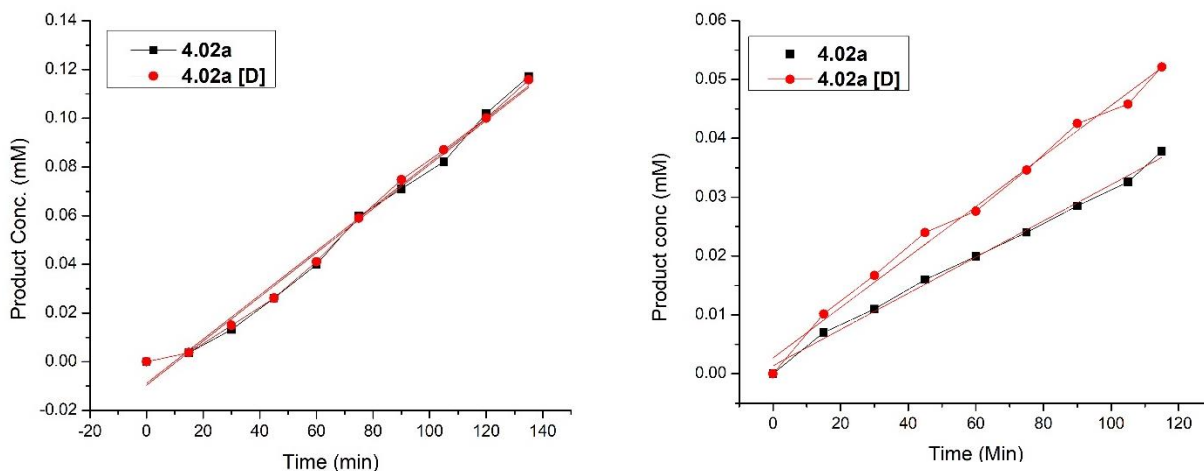 0.14
0.12
0.10
0.08
0.06
0.04
0.02
0.00
-0.02
Product Conc. (mM)
4.02a
4.02a [D]
-20 0 20 40 60 80 100 120 140
Time (min)
0.06
0.05
0.04
0.03
0.02
0.01
0.00
Product conc (mM)
4.02a
4.02a [D]
0 20 40 60 80 100 120
Time (Min)